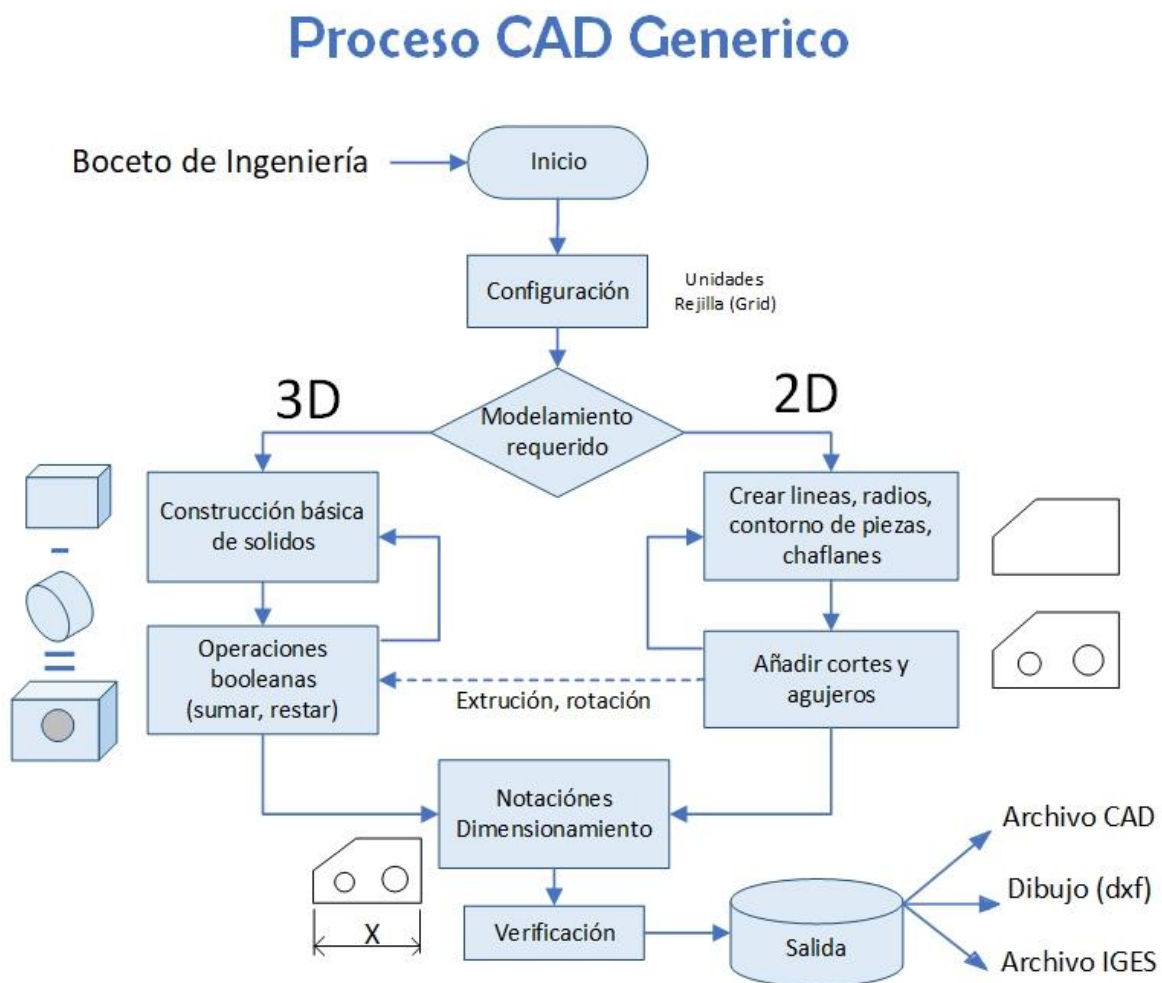 Proceso CAD Generico
Boceto de Ingeniería
Inicio
Configuración
Unidades
Rejilla (Grid)
3D
2D
Modelamiento
requerido
Construcción básica
de solidos
Crear lineas, radios,
contorno de piezas,
chaflanes
Operaciones
booleanas
(sumar, restar)
Extrución, rotación
Añadir cortes y
agujeros
Notaciónes
Dimensionamiento
X
Verificación
Salida
Archivo CAD
Dibujo (dxf)
Archivo IGES